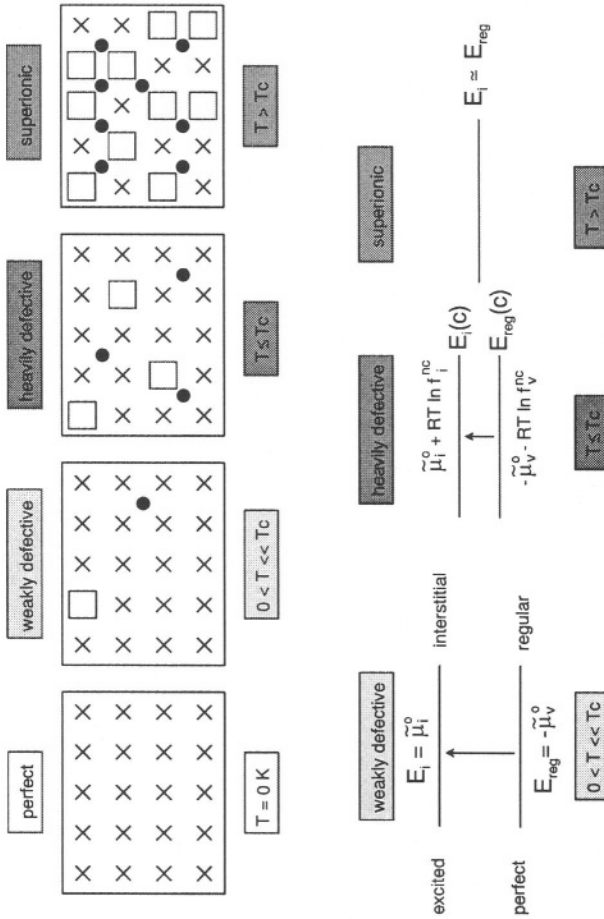 perfect
weakly defective
heavily defective
superionic
T = 0 K
0 < T << Tc
T ≤ Tc
T > Tc
weakly defective
heavily defective
superionic
excited
E_i = μ̃_i^o
interstitial
perfect
E_reg = -μ̃_v^o
regular
μ̃_i^o + RT ln f_i^nc
E_i(c)
-μ̃_v^o - RT ln f_v^nc
E_reg(c)
E_i ≃ E_reg
0 < T << Tc
T ≤ Tc
T > Tc